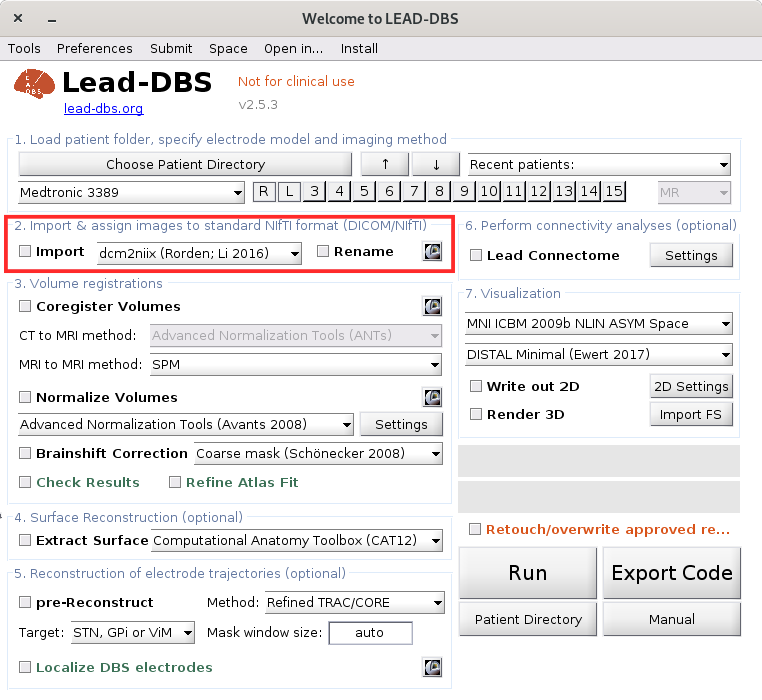 Welcome to LEAD-DBS
Tools Preferences Submit Space Open in... Install
LEAD DBS
Lead-DBS
Not for clinical use
lead-dbs.org
v2.5.3
1. Load patient folder, specify electrode model and imaging method
Choose Patient Directory ↑ ↓ Recent patients:
Medtronic 3389 R L 3 4 5 6 7 8 9 10 11 12 13 14 15 MR
2. Import & assign images to standard NIfTI format (DICOM/NIfTI)
Import dcm2niix (Rorden; Li 2016) Rename
6. Perform connectivity analyses (optional)
Lead Connectome Settings
3. Volume registrations
Coregister Volumes
CT to MRI method: Advanced Normalization Tools (ANTs)
MRI to MRI method: SPM
Normalize Volumes
Advanced Normalization Tools (Avants 2008) Settings
Brainshift Correction Coarse mask (Schönecker 2008)
Check Results Refine Atlas Fit
7. Visualization
MNI ICBM 2009b NLIN ASYM Space
DISTAL Minimal (Ewert 2017)
Write out 2D 2D Settings
Render 3D Import FS
4. Surface Reconstruction (optional)
Extract Surface Computational Anatomy Toolbox (CAT12)
5. Reconstruction of electrode trajectories (optional)
pre-Reconstruct Method: Refined TRAC/CORE
Target: STN, GPi or ViM Mask window size: auto
Localize DBS electrodes
Retouch/overwrite approved re...
Run Export Code
Patient Directory Manual